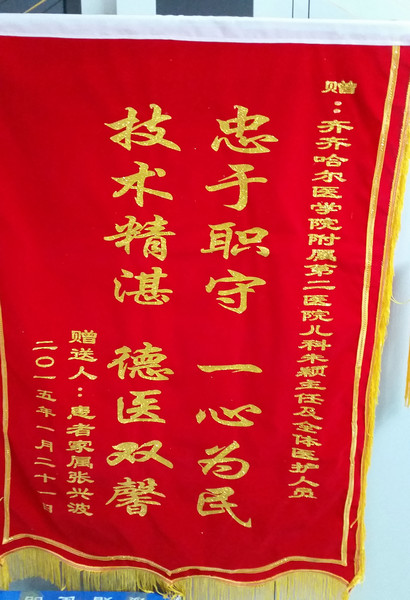 赠：齐齐哈尔医学院附属第二医院儿科朱颖主任及全体医护人员
忠于职守 一心为民
技术精湛 德医双馨
赠送人：患者家属张兴波
二〇一五年一月二十一日